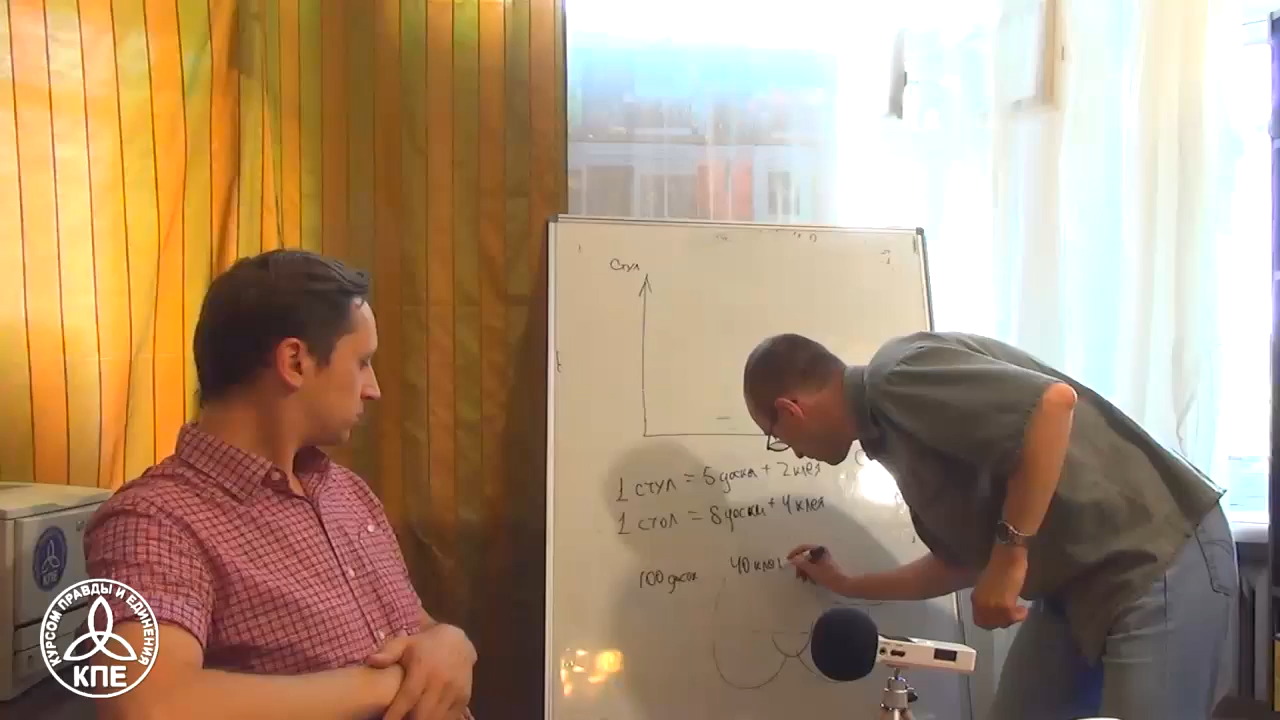 Стул
1 стул = 5 доски + 2 клея
1 стол = 8 доски + 4 клея
100 досок 40 клея
КУРСОМ ПРАВДЫ И ЕДИНЕНИЯ
КПЕ
КПЕ